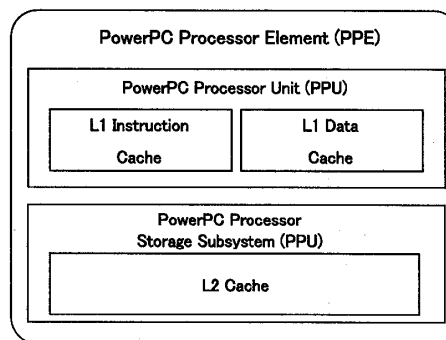 PowerPC Processor Element (PPE)
PowerPC Processor Unit (PPU)
L1 Instruction
Cache
L1 Data
Cache
PowerPC Processor
Storage Subsystem (PPU)
L2 Cache